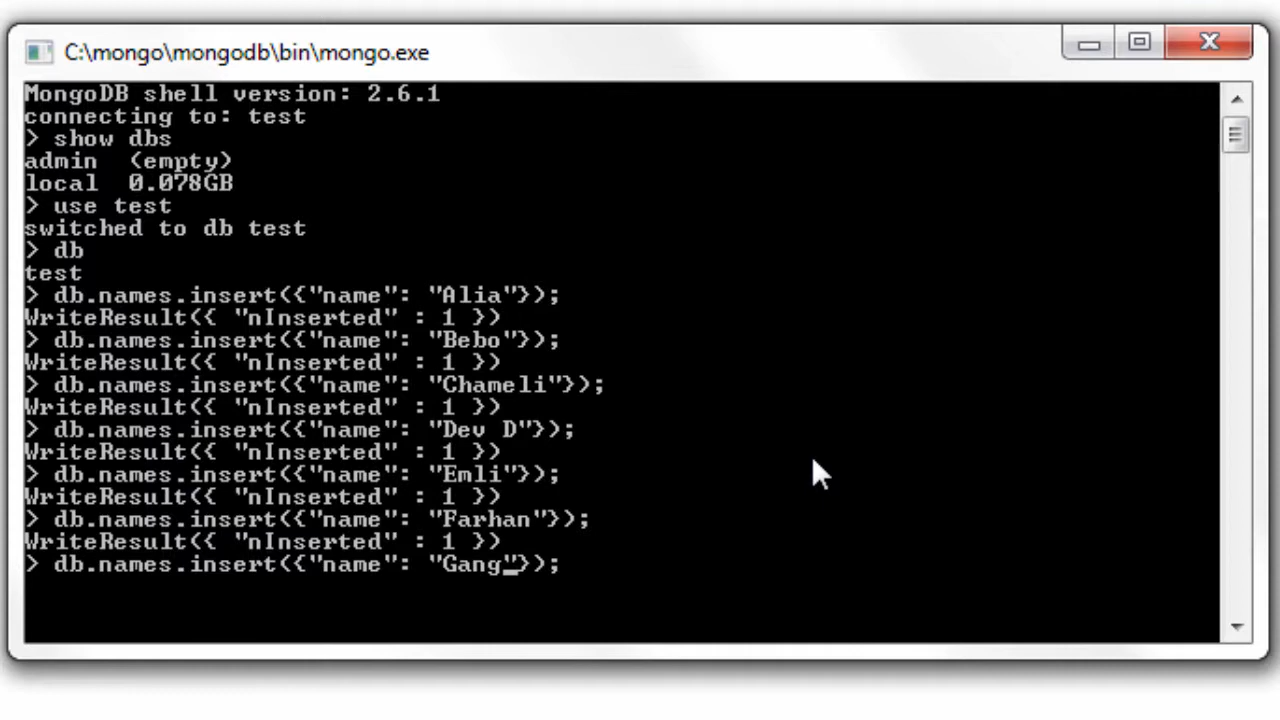 C:\mongo\mongodb\bin\mongo.exe
MongoDB shell version: 2.6.1
connecting to: test
> show dbs
admin  (empty)
local  0.078GB
> use test
switched to db test
> db
test
> db.names.insert({"name": "Alia"});
WriteResult({ "nInserted" : 1 })
> db.names.insert({"name": "Bebo"});
WriteResult({ "nInserted" : 1 })
> db.names.insert({"name": "Chameli"});
WriteResult({ "nInserted" : 1 })
> db.names.insert({"name": "Dev D"});
WriteResult({ "nInserted" : 1 })
> db.names.insert({"name": "Emli"});
WriteResult({ "nInserted" : 1 })
> db.names.insert({"name": "Farhan"});
WriteResult({ "nInserted" : 1 })
> db.names.insert({"name": "Gang"});